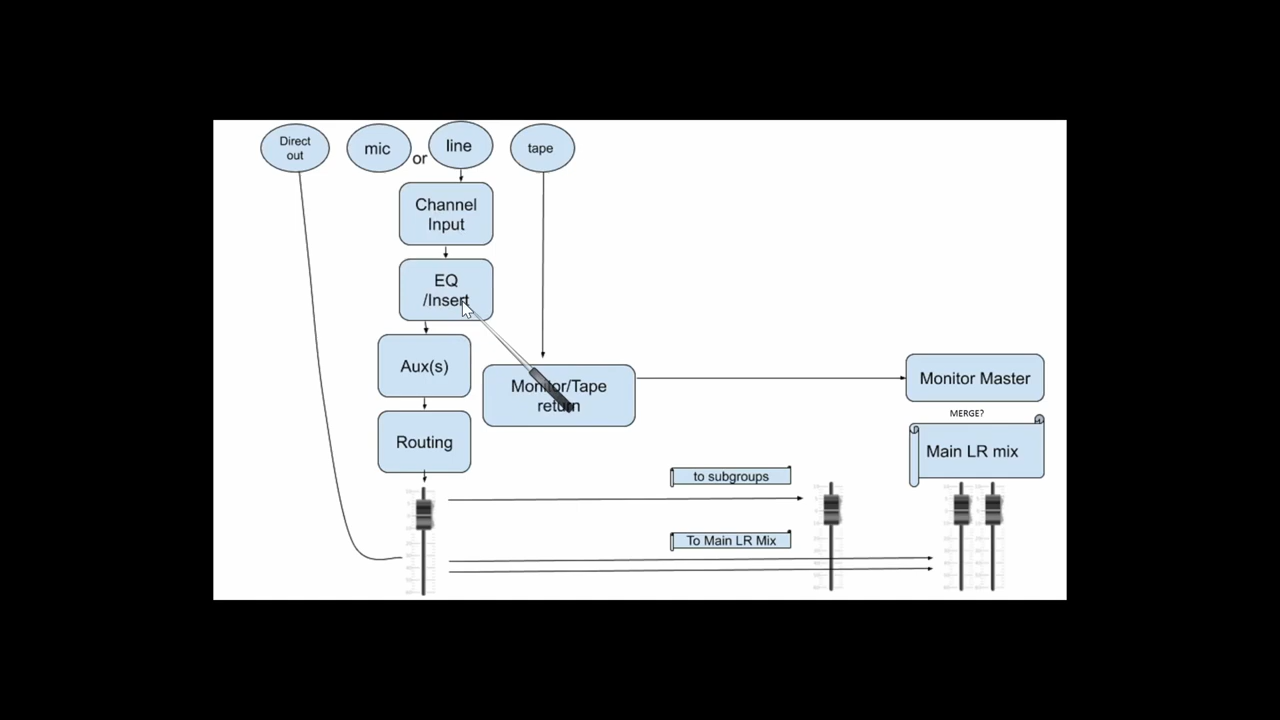 Direct
out
mic
or
line
tape
Channel
Input
EQ
/Insert
Aux(s)
Monitor/Tape
return
Monitor Master
MERGE?
Routing
Main LR mix
to subgroups
To Main LR Mix